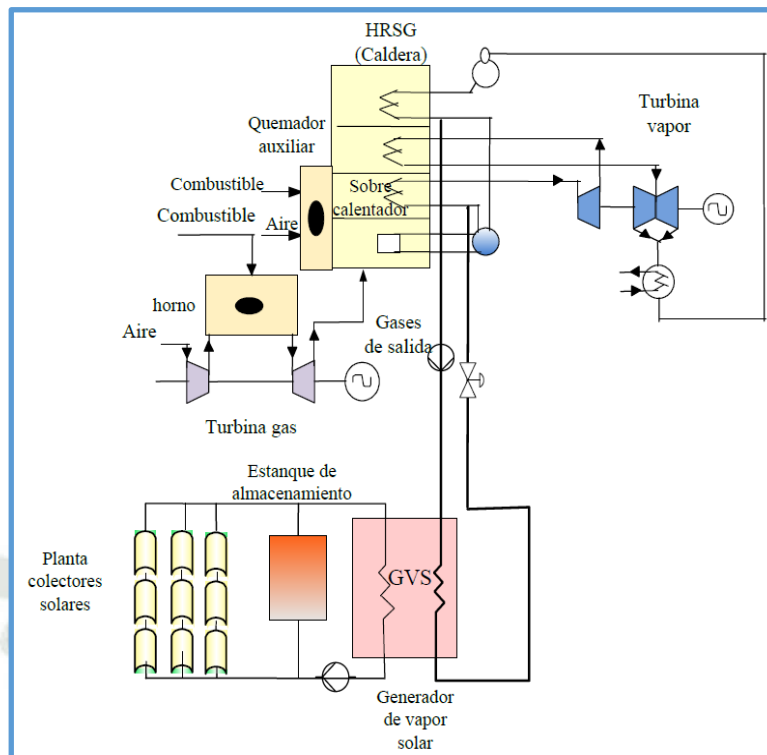 HRSG
(Caldera)
Turbina
vapor
Quemador
auxiliar
Combustible
Sobre
calentador
Combustible
Aire
horno
Aire
Gases
de salida
Turbina gas
Estanque de
almacenamiento
Planta
colectores
solares
GVS
Generador
de vapor
solar